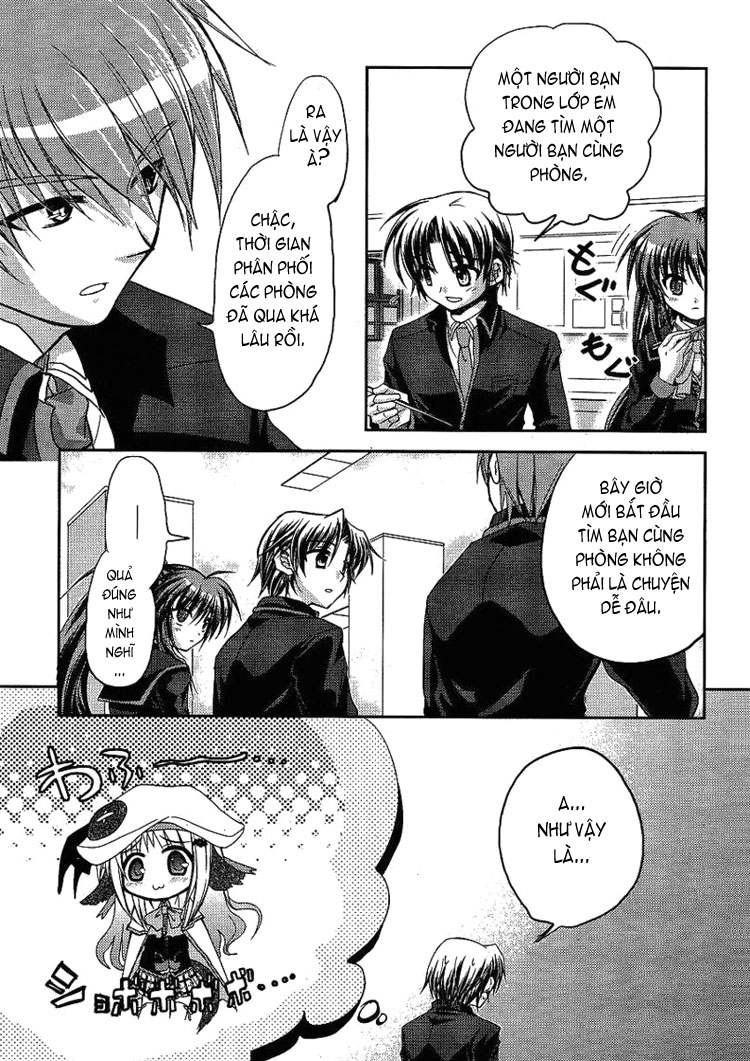 MỘT NGƯỜI BẠN
TRONG LỚP EM
ĐANG TÌM MỘT
NGƯỜI BẠN CÙNG
PHÒNG.
もぐ
もぐ
RA
LÀ VẬY
À?
CHẬC,
THỜI GIAN
PHÂN PHỐI
CÁC PHÒNG
ĐÃ QUA KHÁ
LÂU RỒI.
BÂY GIỜ
MỚI BẮT ĐẦU
TÌM BẠN CÙNG
PHÒNG KHÔNG
PHẢI LÀ CHUYỆN
DỄ ĐÂU.
QUẢ
ĐÚNG
NHƯ
MÌNH
NGHĨ
...
A...
NHƯ VẬY
LÀ...
わふー...